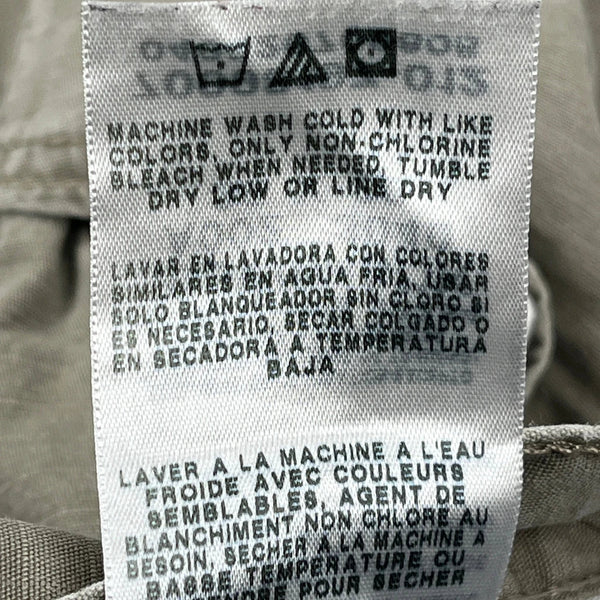 MACHINE WASH COLD WITH LIKE
COLORS, ONLY NON-CHLORINE
BLEACH WHEN NEEDED, TUMBLE
DRY LOW OR LINE DRY
LAVAR EN LAVADORA CON COLORES
SIMILARES EN AGUA FRIA, USAR
SOLO BLANQUEADOR SIN CLORO SI
ES NECESARIO, SECAR COLGADO O
EN SECADORA A TEMPERATURA
BAJA
LAVER A LA MACHINE A L'EAU
FROIDE AVEC COULEURS
SEMBLABLES, AGENT DE
BLANCHIMENT NON CHLORE AU
BESOIN, SECHER A LA MACHINE A
BASSE TEMPERATURE OU
POUR SECHER